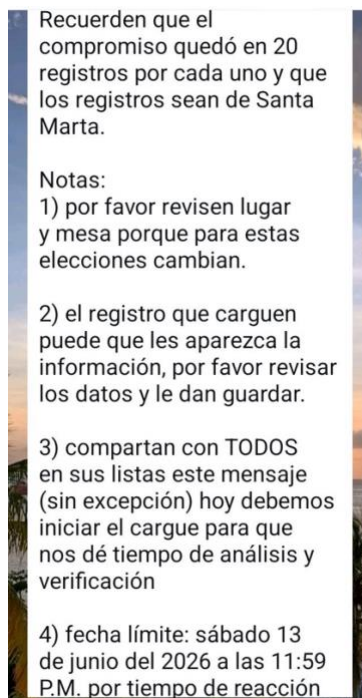 Recuerden que el
compromiso quedó en 20
registros por cada uno y que
los registros sean de Santa
Marta.
Notas:
1) por favor revisen lugar
y mesa porque para estas
elecciones cambian.
2) el registro que carguen
puede que les aparezca la
información, por favor revisar
los datos y le dan guardar.
3) compartan con TODOS
en sus listas este mensaje
(sin excepción) hoy debemos
iniciar el cargue para que
nos dé tiempo de análisis y
verificación
4) fecha límite: sábado 13
de junio del 2026 a las 11:59
P.M. por tiempo de reacción